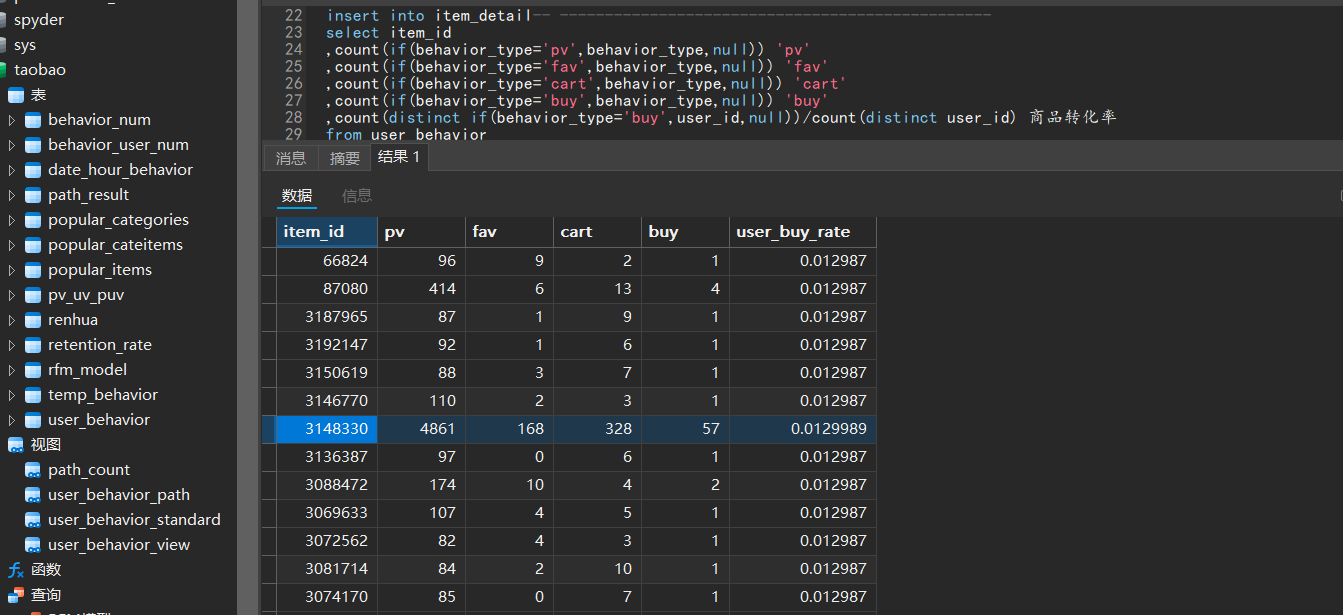 spyder
sys
taobao
表
behavior_num
behavior_user_num
date_hour_behavior
path_result
popular_categories
popular_cateitems
popular_items
pv_uv_puv
renhua
retention_rate
rfm_model
temp_behavior
user_behavior
视图
path_count
user_behavior_path
user_behavior_standard
user_behavior_view
函数
查询
22 insert into item_detail-- ------------------------------------------------
23 select item_id
24 ,count(if(behavior_type='pv',behavior_type,null)) 'pv'
25 ,count(if(behavior_type='fav',behavior_type,null)) 'fav'
26 ,count(if(behavior_type='cart',behavior_type,null)) 'cart'
27 ,count(if(behavior_type='buy',behavior_type,null)) 'buy'
28 ,count(distinct if(behavior_type='buy',user_id,null))/count(distinct user_id) 商品转化率
29 from user_behavior
消息 摘要 结果 1
数据 信息
item_id pv fav cart buy user_buy_rate
66824 96 9 2 1 0.012987
87080 414 6 13 4 0.012987
3187965 87 1 9 1 0.012987
3192147 92 1 6 1 0.012987
3150619 88 3 7 1 0.012987
3146770 110 2 3 1 0.012987
3148330 4861 168 328 57 0.0129989
3136387 97 0 6 1 0.012987
3088472 174 10 4 2 0.012987
3069633 107 4 5 1 0.012987
3072562 82 4 3 1 0.012987
3081714 84 2 10 1 0.012987
3074170 85 0 7 1 0.012987